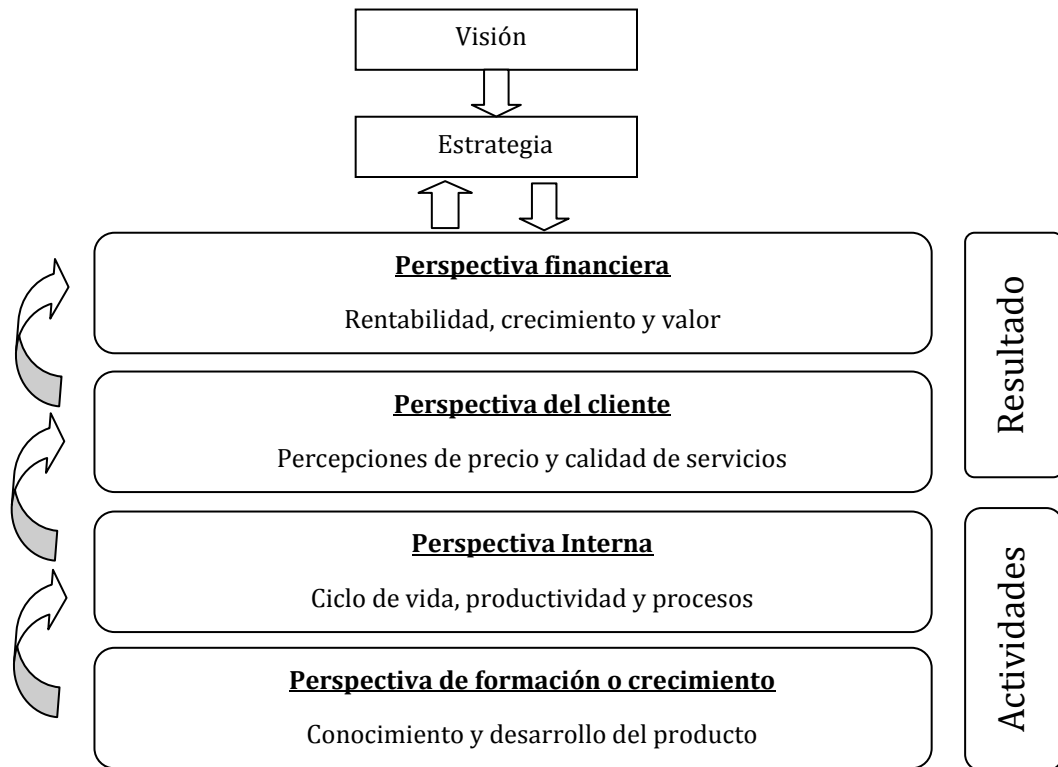 Visión
Estrategia
Perspectiva financiera
Rentabilidad, crecimiento y valor
Perspectiva del cliente
Percepciones de precio y calidad de servicios
Resultado
Perspectiva Interna
Ciclo de vida, productividad y procesos
Perspectiva de formación o crecimiento
Conocimiento y desarrollo del producto
Actividades